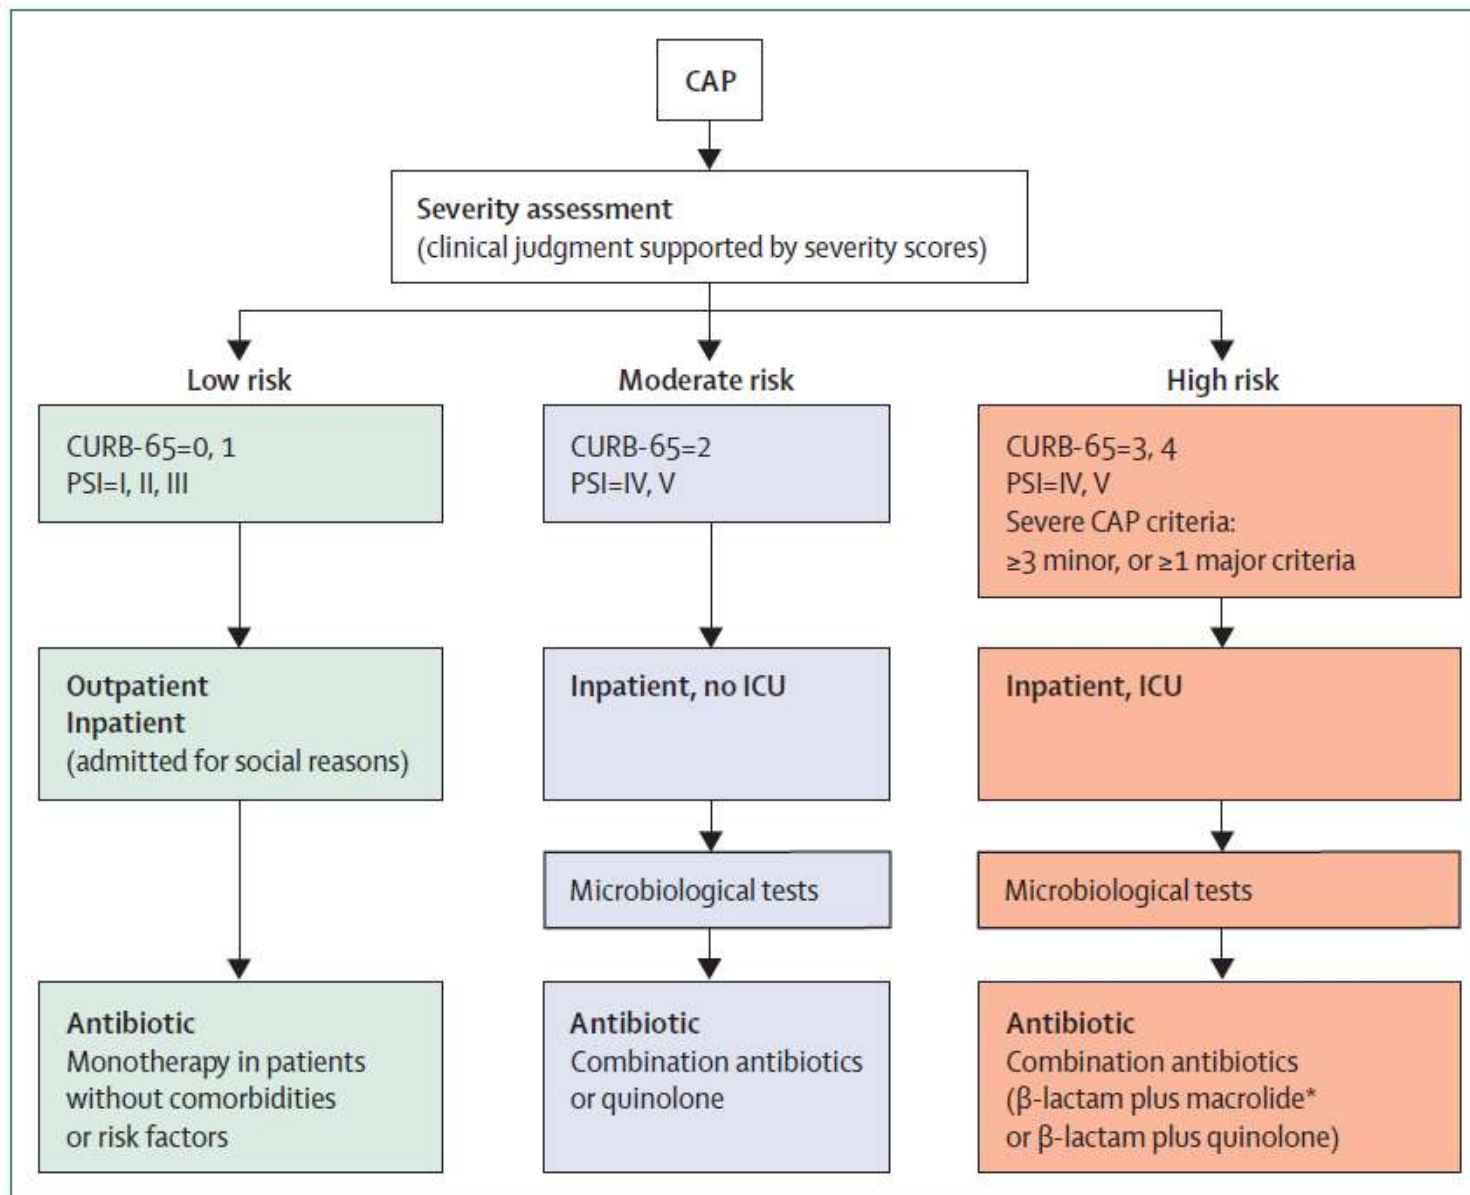 CAP
Severity assessment
(clinical judgment supported by severity scores)
Low risk
CURB-65=0, 1
PSI=I, II, III
Outpatient
Inpatient
(admitted for social reasons)
Antibiotic
Monotherapy in patients
without comorbidities
or risk factors
Moderate risk
CURB-65=2
PSI=IV, V
Inpatient, no ICU
Microbiological tests
Antibiotic
Combination antibiotics
or quinolone
High risk
CURB-65=3, 4
PSI=IV, V
Severe CAP criteria:
≥3 minor, or ≥1 major criteria
Inpatient, ICU
Microbiological tests
Antibiotic
Combination antibiotics
(β-lactam plus macrolide*
or β-lactam plus quinolone)